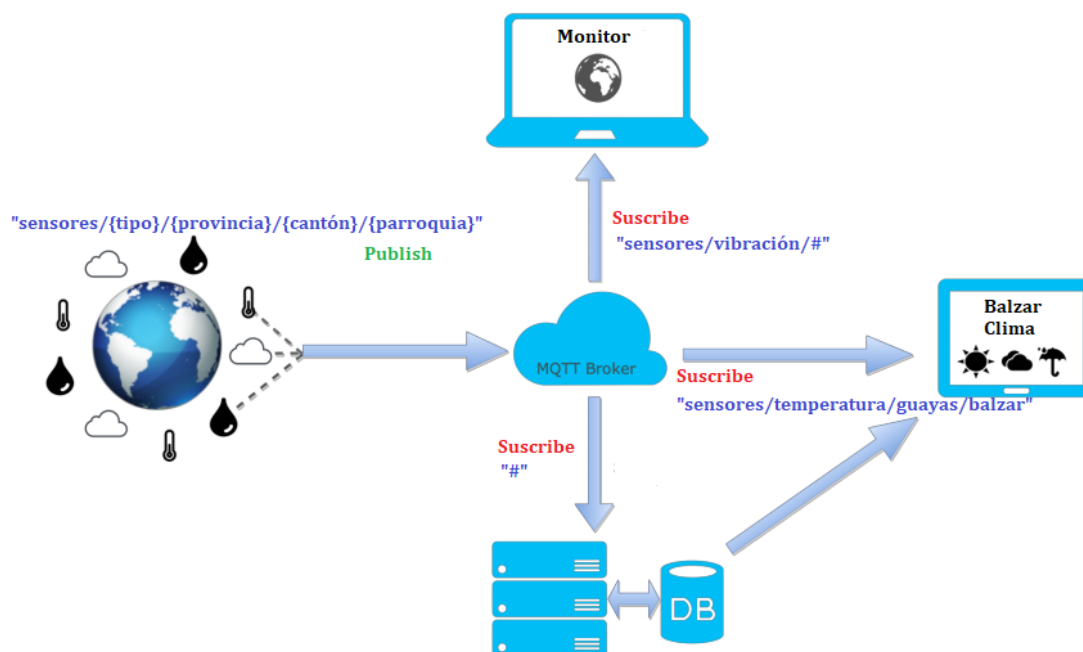 Monitor
"sensores/{tipo}/{provincia}/{cantón}/{parroquia}"
Publish
Suscribe
"sensores/vibración/#"
MQTT Broker
Balzar
Clima
Suscribe
"sensores/temperatura/guayas/balzar"
Suscribe
"#"
DB